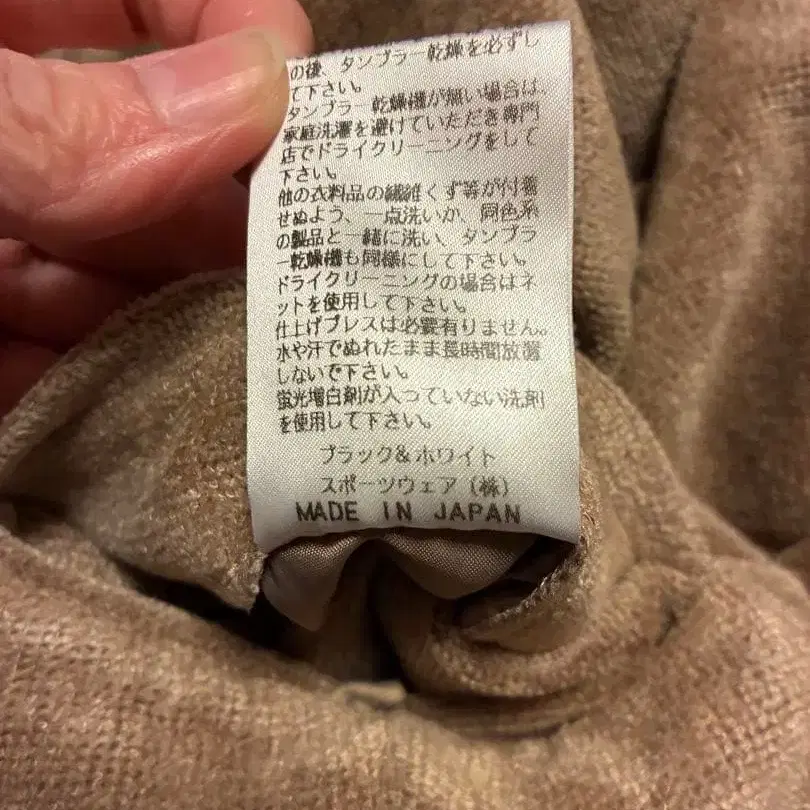 の後、タンブラー乾燥を必ずし
て下さい。
タンブラー乾燥機が無い場合は、
家庭洗濯を避けていただき専門
店でドライクリーニングをして
下さい。
他の衣料品の繊維くず等が付着
せぬよう、一点洗いか、同色系
の製品と一緒に洗い、タンブラ
ー乾燥機も同様にして下さい。
ドライクリーニングの場合はネ
ットを使用して下さい。
仕上げプレスは必要有りません。
水や汗でぬれたまま長時間放置
しないで下さい。
蛍光増白剤が入っていない洗剤
を使用して下さい。
ブラック&ホワイト
スポーツウェア(株)
MADE IN JAPAN